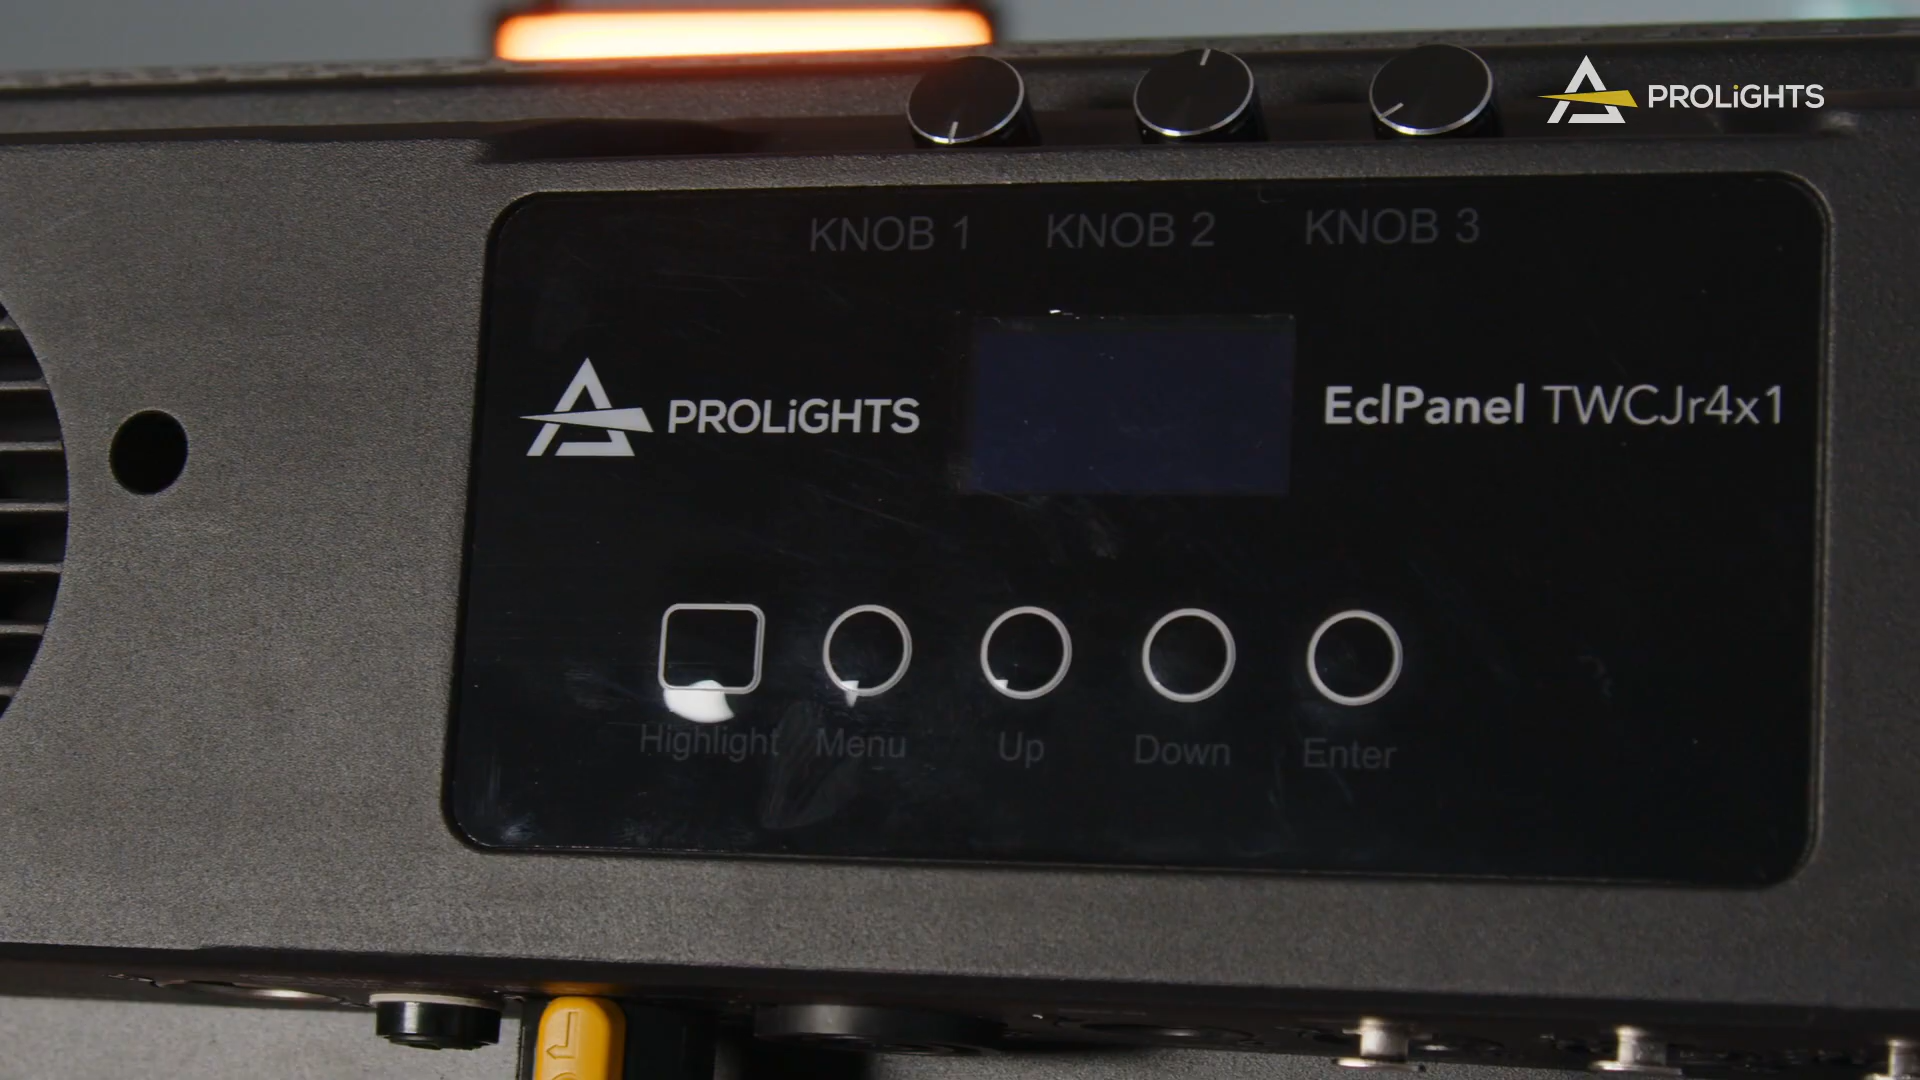 PROLiGHTS
KNOB 1 KNOB 2 KNOB 3
PROLiGHTS
EclPanel TWCJr4x1
Highlight Menu Up Down Enter